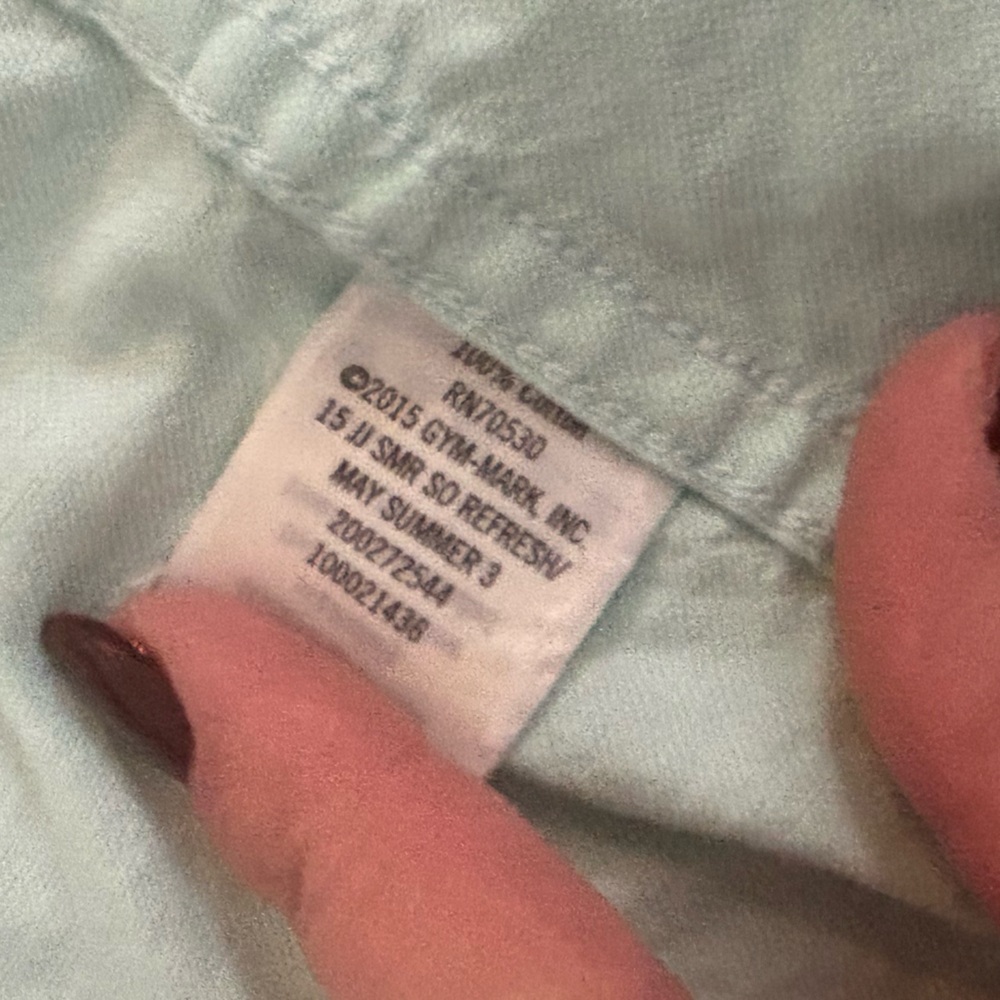 100% Cotton
RN70530
©2015 GYM-MARK, INC
15 JJ SMR SO REFRESH/
MAY SUMMER 3
200272544
100021436